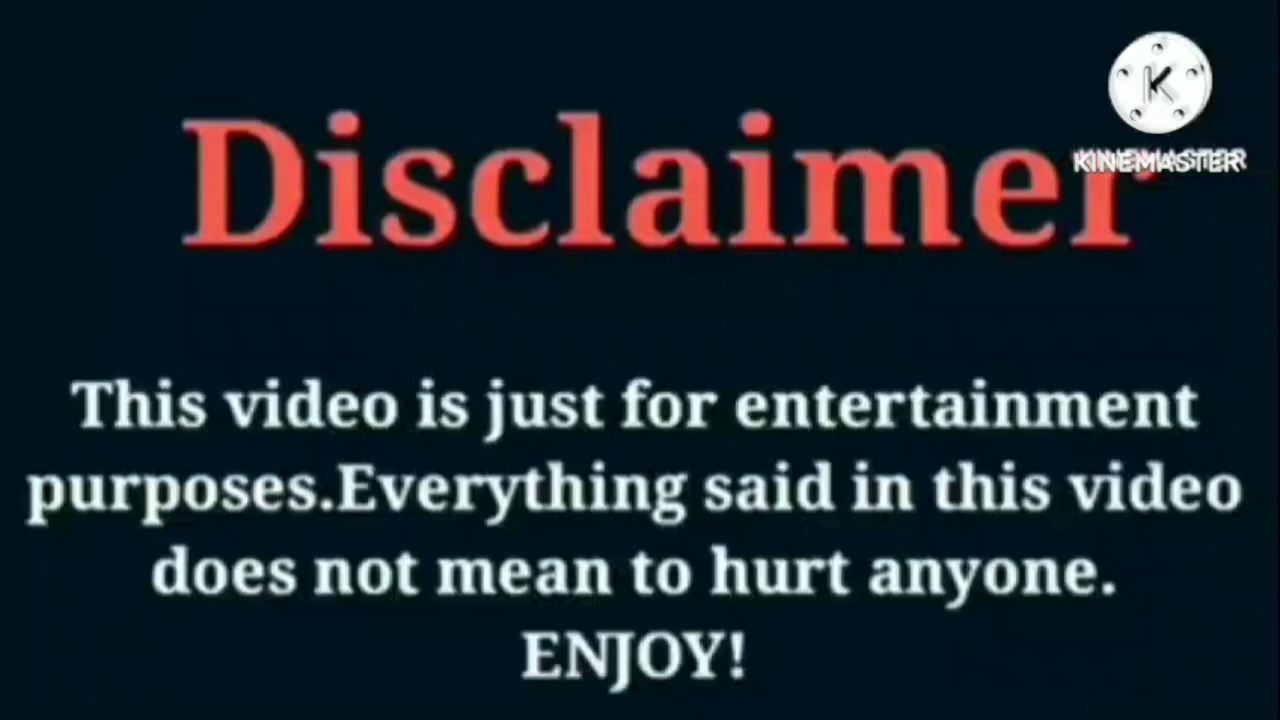 K
KINEMASTER
Disclaimer
This video is just for entertainment
purposes.Everything said in this video
does not mean to hurt anyone.
ENJOY!